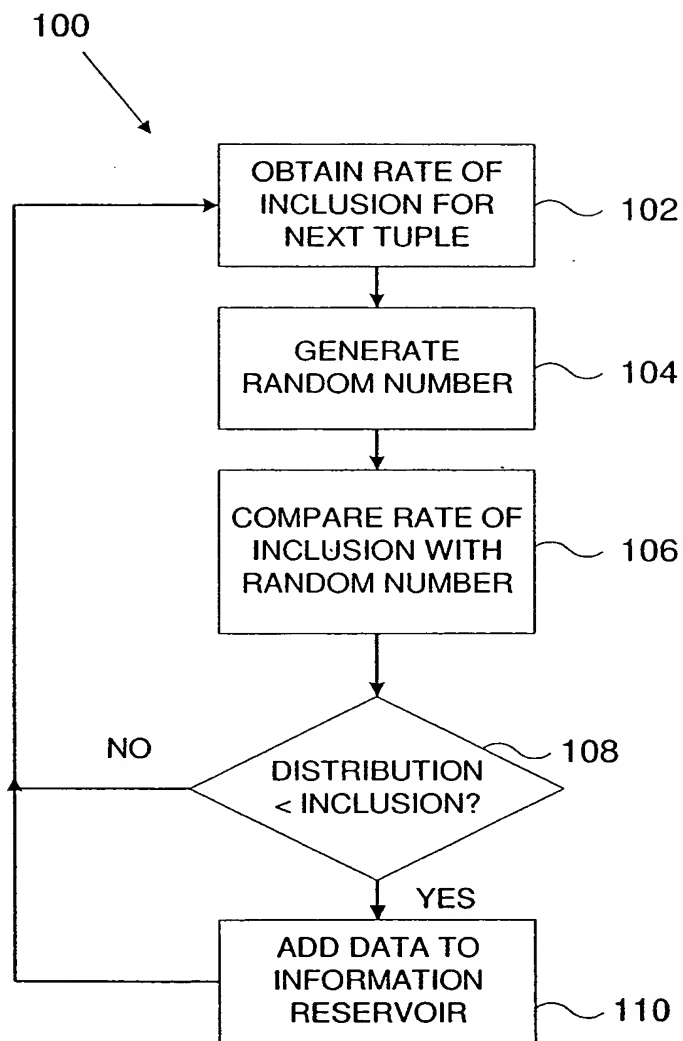 100
OBTAIN RATE OF
INCLUSION FOR
NEXT TUPLE
102
GENERATE
RANDOM NUMBER
104
COMPARE RATE OF
INCLUSION WITH
RANDOM NUMBER
106
NO
108
DISTRIBUTION
< INCLUSION?
YES
ADD DATA TO
INFORMATION
RESERVOIR
110